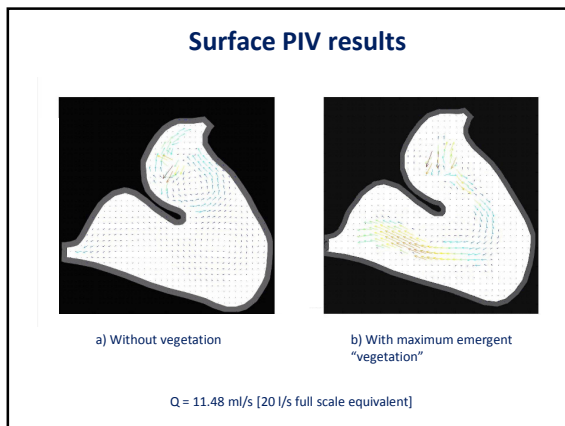 Surface PIV results
a) Without vegetation
b) With maximum emergent
“vegetation”
Q = 11.48 ml/s [20 l/s full scale equivalent]